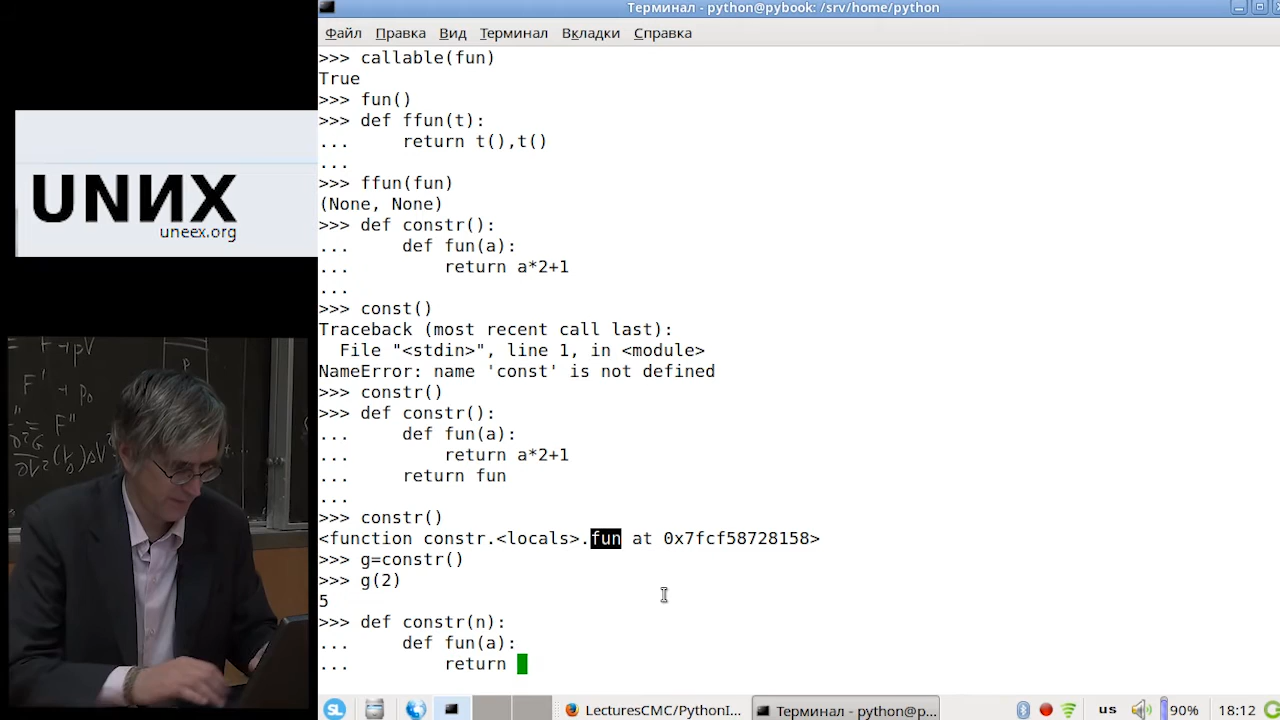 Терминал - python@pybook: /srv/home/python
Файл Правка Вид Терминал Вкладки Справка
>>> callable(fun)
True
>>> fun()
>>> def ffun(t):
...     return t(),t()
...
>>> ffun(fun)
(None, None)
>>> def constr():
...     def fun(a):
...         return a*2+1
...
>>> const()
Traceback (most recent call last):
  File "<stdin>", line 1, in <module>
NameError: name 'const' is not defined
>>> constr()
>>> def constr():
...     def fun(a):
...         return a*2+1
...     return fun
...
>>> constr()
<function constr.<locals>.fun at 0x7fcf58728158>
>>> g=constr()
>>> g(2)
5
>>> def constr(n):
...     def fun(a):
...         return
UNИX
uneex.org
SL
LecturesCMC/PythonI...
Терминал - python@p...
us
90%
18:12